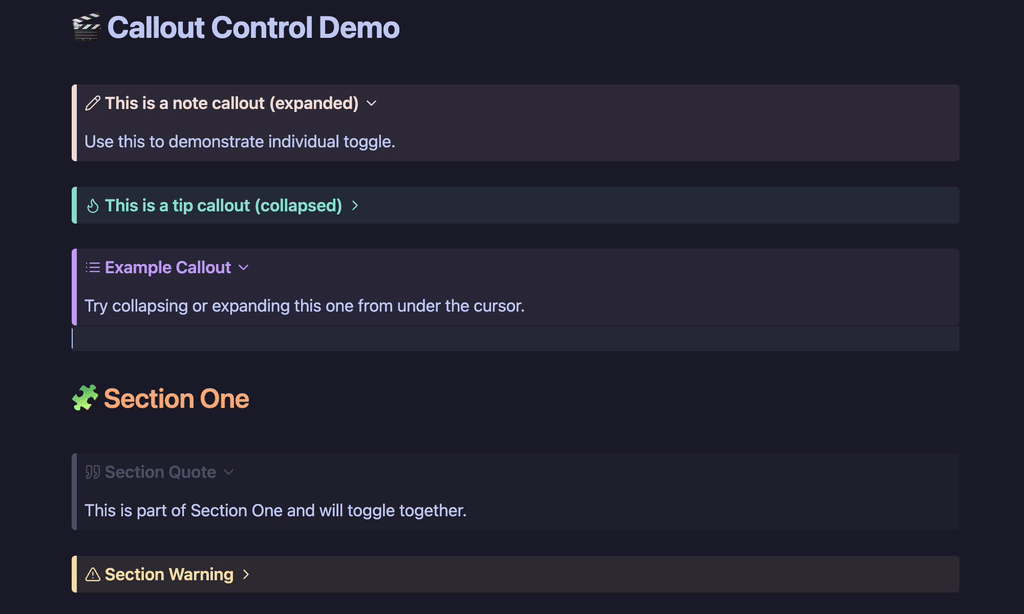 Callout Control Demo
This is a note callout (expanded)
Use this to demonstrate individual toggle.
This is a tip callout (collapsed)
Example Callout
Try collapsing or expanding this one from under the cursor.
Section One
Section Quote
This is part of Section One and will toggle together.
Section Warning